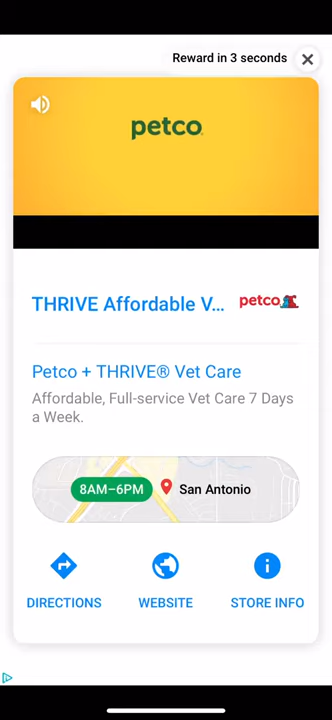 Reward in 3 seconds
petco
THRIVE Affordable V...
petco
Petco + THRIVE® Vet Care
Affordable, Full-service Vet Care 7 Days
a Week.
8AM–6PM
San Antonio
DIRECTIONS
WEBSITE
STORE INFO